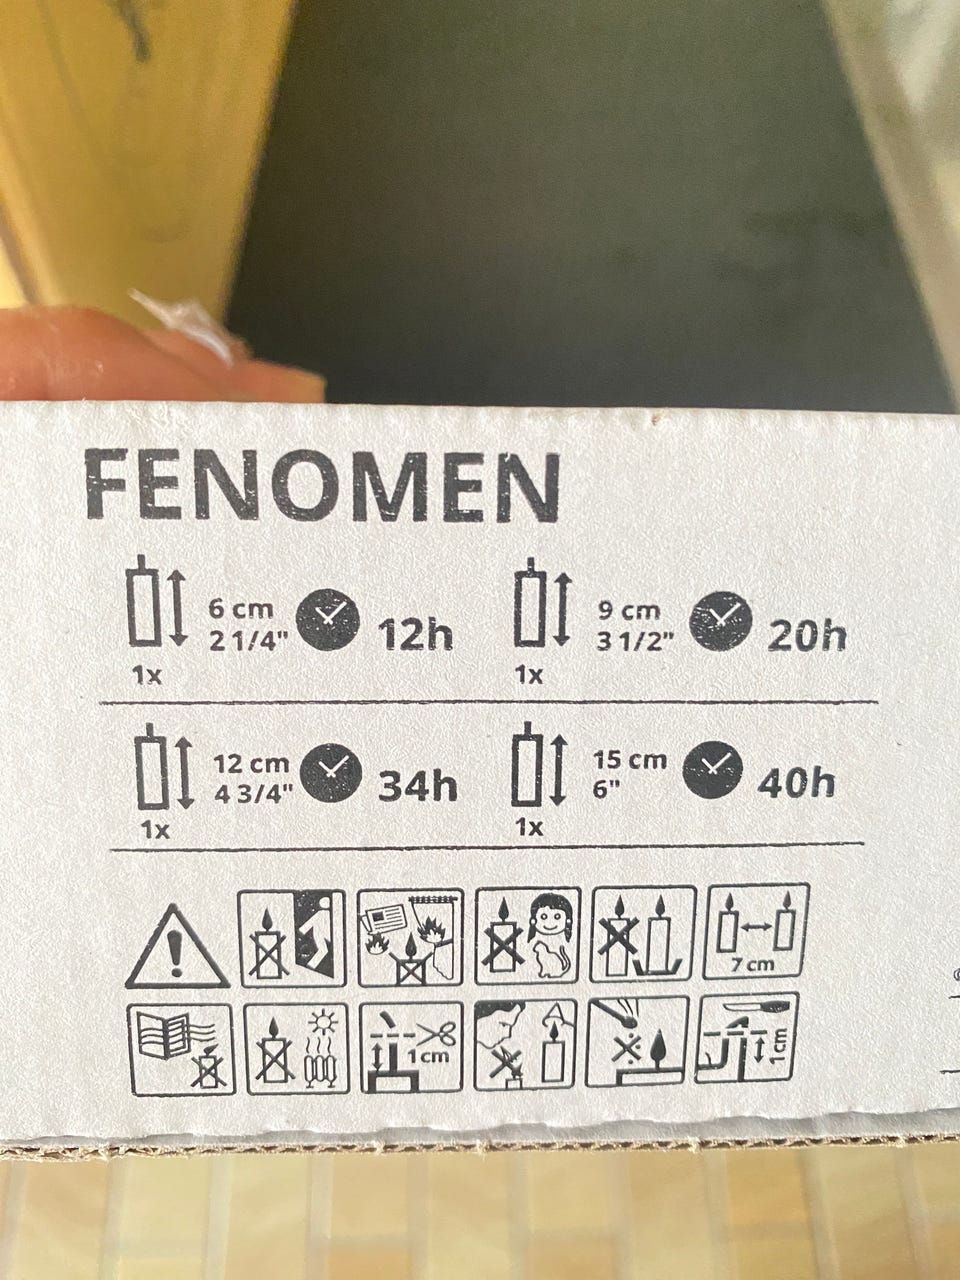 FENOMEN
6 cm
2 1/4"
12h
1x
9 cm
3 1/2"
20h
1x
12 cm
4 3/4"
34h
1x
15 cm
6"
40h
1x
7 cm
1cm
1cm